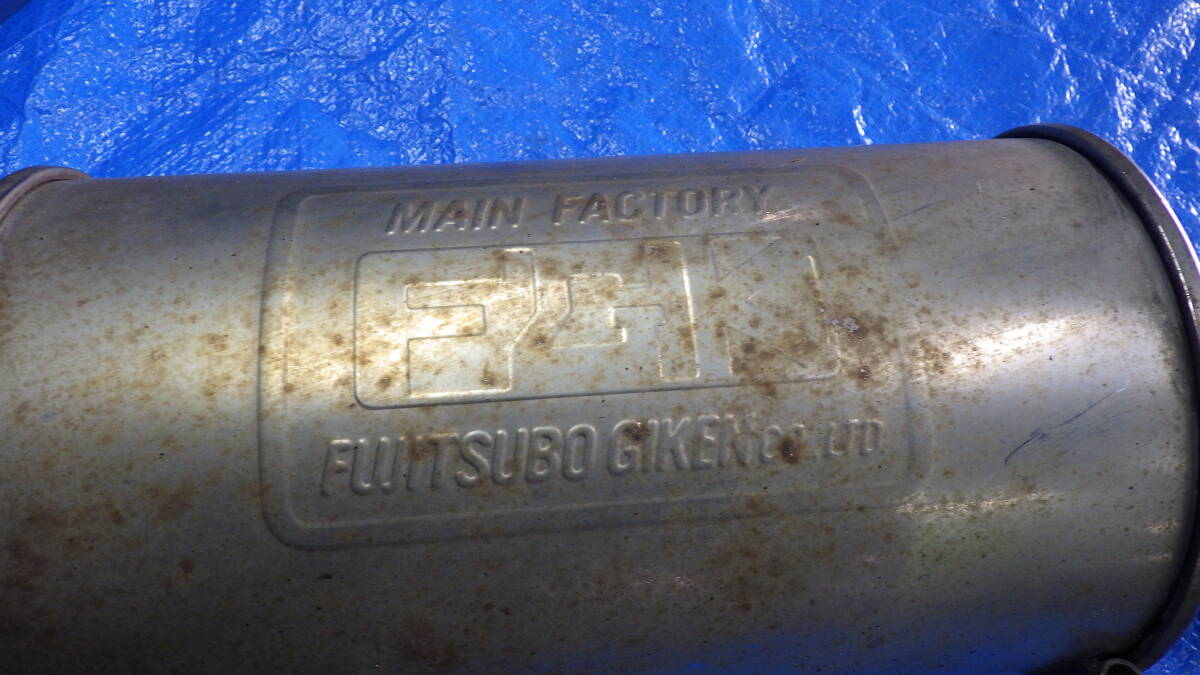 MAIN FACTORY
FGK
FUJITSUBO GIKEN CO.,LTD